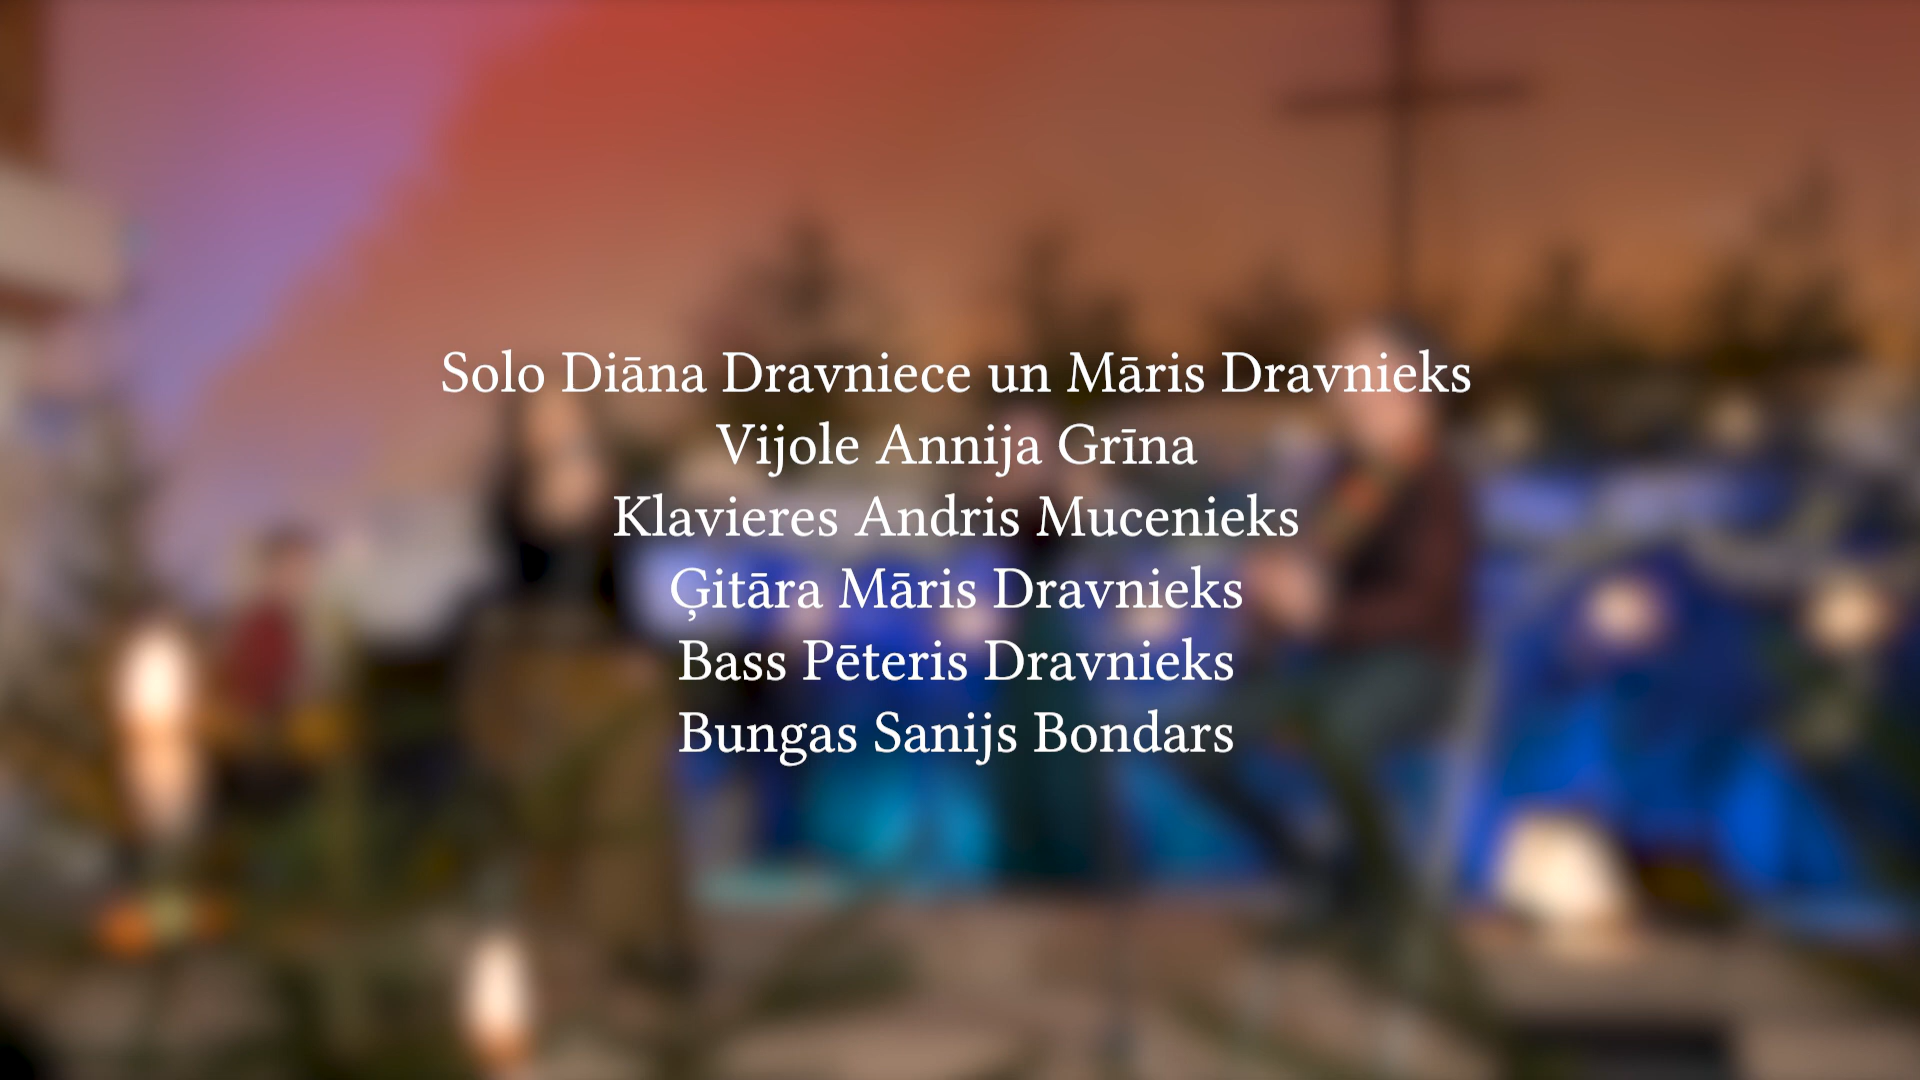 Solo Diāna Dravniece un Māris Dravnieks
Vijole Annija Grīna
Klavieres Andris Mucenieks
Ģitāra Māris Dravnieks
Bass Pēteris Dravnieks
Bungas Sanijs Bondars